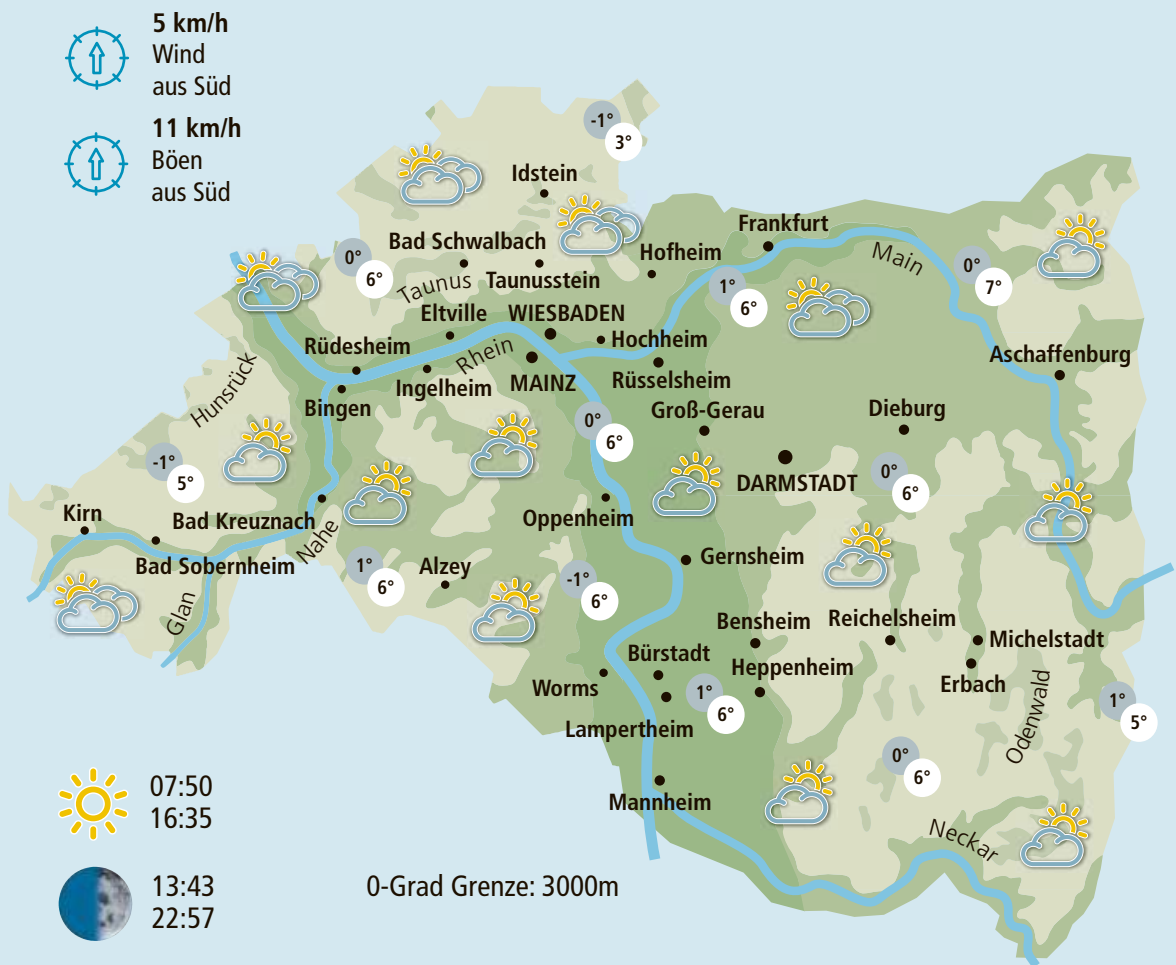 5 km/h
Wind
aus Süd
11 km/h
Böen
aus Süd
-1°
3°
Idstein
Frankfurt
Bad Schwalbach
Hofheim
Main
0°
6°
Taunus
Taunusstein
1°
6°
0°
7°
Eltville
WIESBADEN
Rüdesheim
Rhein
Hochheim
Aschaffenburg
Hunsrück
Ingelheim
MAINZ
Rüsselsheim
Bingen
Groß-Gerau
Dieburg
0°
6°
-1°
5°
DARMSTADT
0°
6°
Kirn
Bad Kreuznach
Oppenheim
Nahe
Bad Sobernheim
Gernsheim
1°
6°
Alzey
-1°
6°
Glan
Bensheim
Reichelsheim
Michelstadt
Bürstadt
Heppenheim
Erbach
Worms
1°
6°
Odenwald
1°
5°
Lampertheim
0°
6°
07:50
16:35
Mannheim
Neckar
13:43
22:57
0-Grad Grenze: 3000m